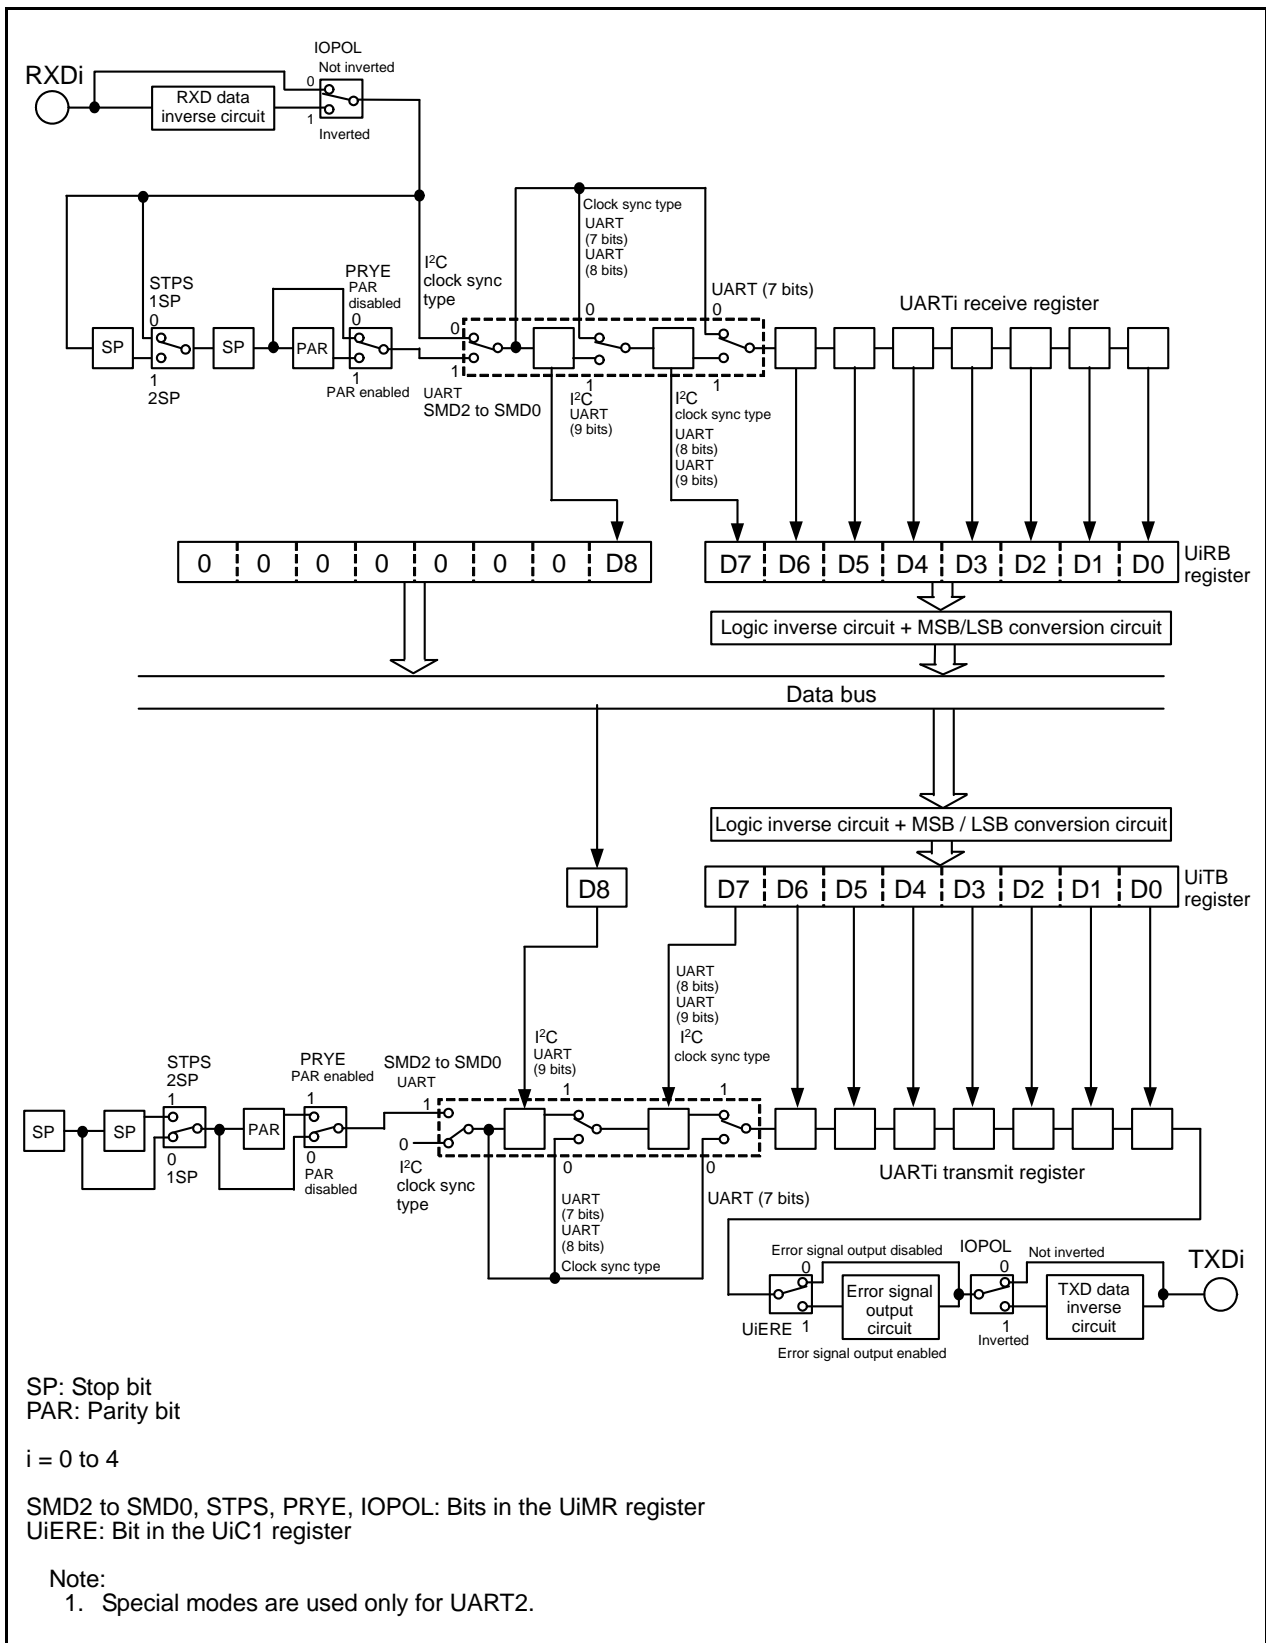 IOPOL
Not inverted
RXDi
0
RXD data
inverse circuit
1
Inverted
Clock sync type
UART
(7 bits)
UART
(8 bits)
I²C
clock sync
type
STPS
1SP
0
PRYE
PAR
disabled
0
UART (7 bits)
UARTi receive register
0
0
0
SP
SP
PAR
1
2SP
1
PAR enabled
1
UART
SMD2 to SMD0
1
I²C
UART
(9 bits)
1
I²C
clock sync type
UART
(8 bits)
UART
(9 bits)
0 0 0 0 0 0 0 D8
D7 D6 D5 D4 D3 D2 D1 D0
UiRB
register
Logic inverse circuit + MSB/LSB conversion circuit
Data bus
Logic inverse circuit + MSB / LSB conversion circuit
D8
D7 D6 D5 D4 D3 D2 D1 D0
UiTB
register
UART
(8 bits)
UART
(9 bits)
I²C
clock sync type
I²C
UART
(9 bits)
STPS
2SP
1
PRYE
PAR enabled
1
SMD2 to SMD0
UART
1
1
1
SP
SP
PAR
0
1SP
0
PAR
disabled
0
I²C
clock sync
type
0
0
UART
(7 bits)
UART
(8 bits)
Clock sync type
UART (7 bits)
UARTi transmit register
Error signal output disabled
0
IOPOL
0
Not inverted
TXDi
Error signal
output
circuit
TXD data
inverse
circuit
UiERE
1
Error signal output enabled
1
Inverted
SP: Stop bit
PAR: Parity bit
i = 0 to 4
SMD2 to SMD0, STPS, PRYE, IOPOL: Bits in the UiMR register
UiERE: Bit in the UiC1 register
Note:
1. Special modes are used only for UART2.